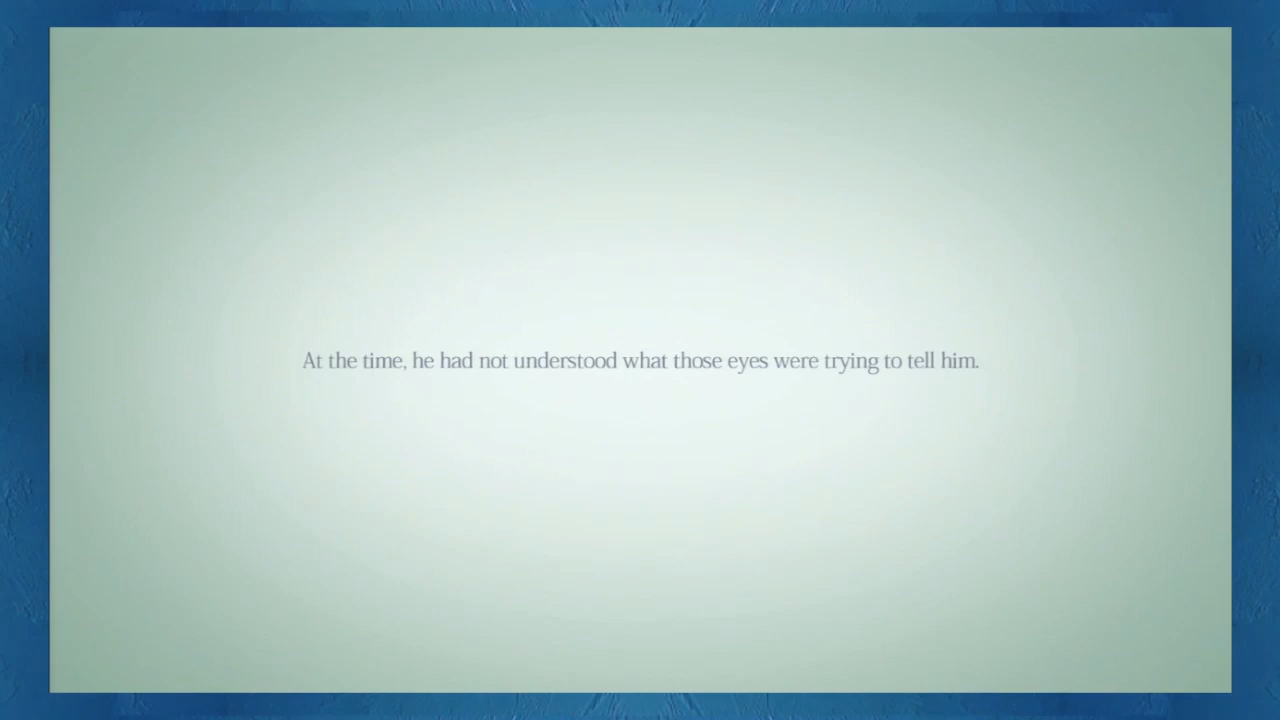 At the time, he had not understood what those eyes were trying to tell him.